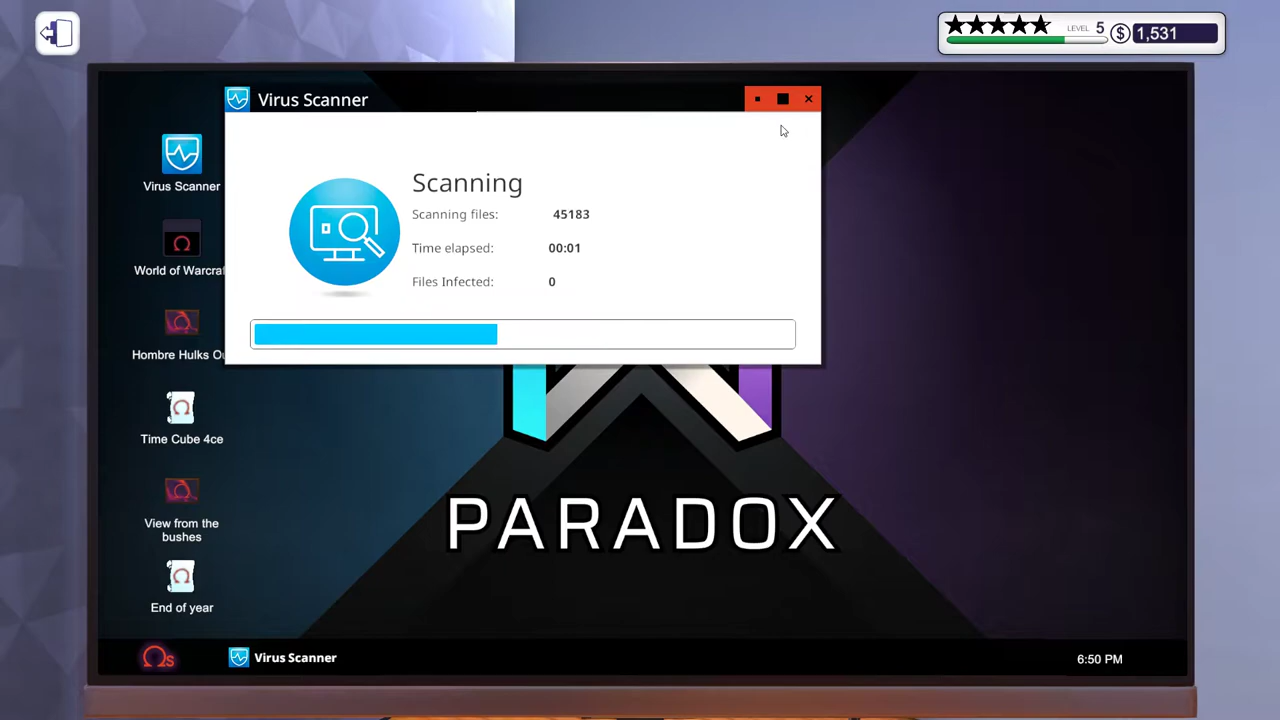 LEVEL 5 $ 1,531
Virus Scanner
Virus Scanner
Scanning
Scanning files: 45183
Time elapsed: 00:01
Files Infected: 0
World of Warcraf
Hombre Hulks Ou
Time Cube 4ce
View from the
bushes
End of year
PARADOX
Ωs Virus Scanner 6:50 PM